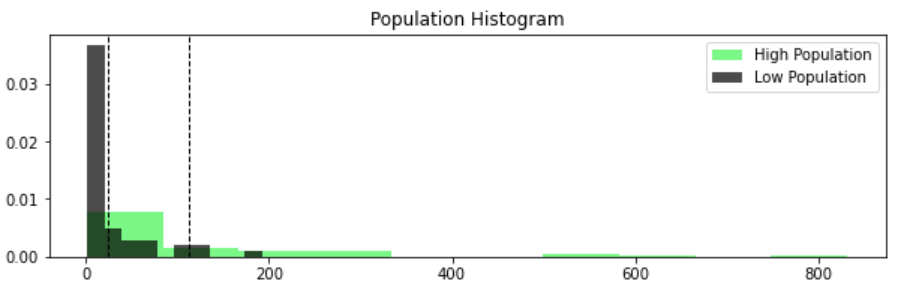 Population Histogram
High Population
Low Population
0.03
0.02
0.01
0.00
0 200 400 600 800